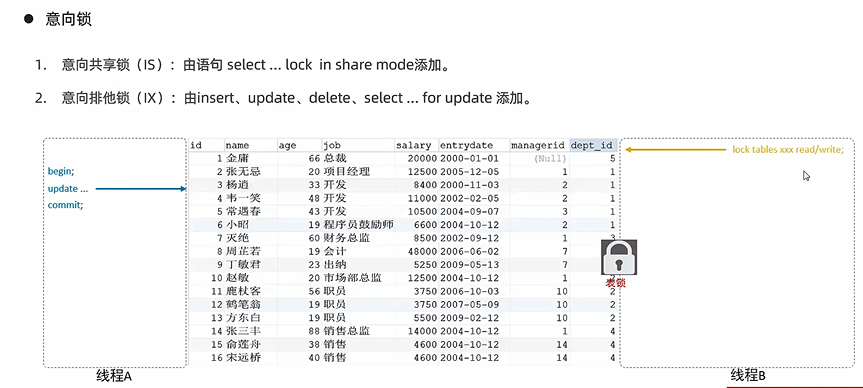 ● 意向锁
1. 意向共享锁（IS）：由语句 select ... lock in share mode添加。
2. 意向排他锁（IX）：由insert、update、delete、select ... for update 添加。
id name age job salary entrydate managerid dept_id
1 金庸 66 总裁 20000 2000-01-01 (Null) 5
2 张无忌 20 项目经理 12500 2005-12-05 1 1
3 杨逍 33 开发 8400 2000-11-03 2 1
4 韦一笑 48 开发 11000 2002-02-05 2 1
5 常遇春 43 开发 10500 2004-09-07 3 1
6 小昭 19 程序员鼓励师 6600 2004-10-12 2 1
7 灭绝 60 财务总监 8500 2002-09-12 1 3
8 周芷若 19 会计 48000 2006-06-02 7
9 丁敏君 23 出纳 5250 2009-05-13 7
10 赵敏 20 市场部总监 12500 2004-10-12 1 2
11 鹿杖客 56 职员 3750 2006-10-03 10 2
12 鹤笔翁 19 职员 3750 2007-05-09 10 2
13 方东白 19 职员 5500 2009-02-12 10 2
14 张三丰 88 销售总监 14000 2004-10-12 1 4
15 俞莲舟 38 销售 4600 2004-10-12 14 4
16 宋远桥 40 销售 4600 2004-10-12 14 4
begin;
update ...
commit;
lock tables xxx read/write;
表锁
线程A
线程B